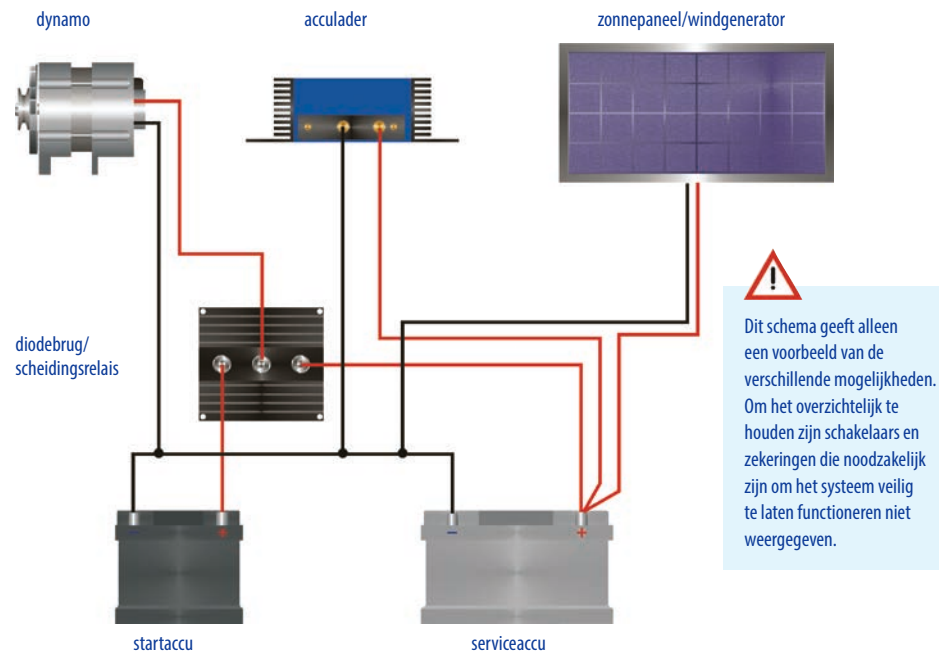 dynamo
acculader
zonnepaneel/windgenerator
diodebrug/
scheidingsrelais
Dit schema geeft alleen
een voorbeeld van de
verschillende mogelijkheden.
Om het overzichtelijk te
houden zijn schakelaars en
zekeringen die noodzakelijk
zijn om het systeem veilig
te laten functioneren niet
weergegeven.
- +
- +
startaccu
serviceaccu